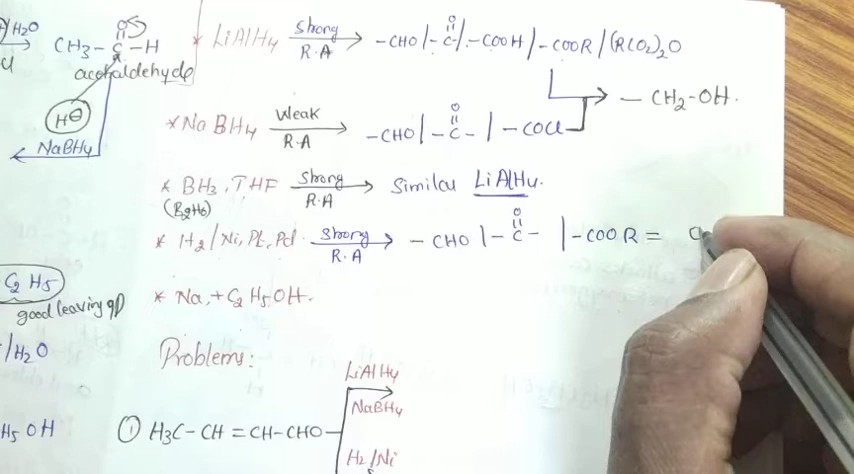 /H2O
CH3-C-H
O
acetaldehyde
H⊖
NaBH4
* LiAlH4 Strong R.A → -CHO/-C-/-COOH/-COOR/(RCO2)2O
O
— CH2-OH.
* NaBH4 Weak R.A → -CHO/-C-/-COCl
O
* BH3, THF Strong R.A → Similar LiAlH4.
(B2H6)
* H2/Ni, Pt, Pd. Strong R.A → -CHO/-C-/-COOR =
O
C2H5
good leaving gp
* Na, + C2H5OH.
/H2O
Problems:
H5OH
① H3C-CH=CH-CHO
LiAlH4
NaBH4
H2/Ni